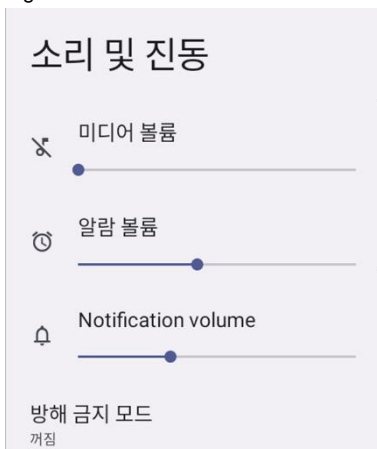 소리 및 진동
미디어 볼륨
알람 볼륨
Notification volume
방해 금지 모드
꺼짐